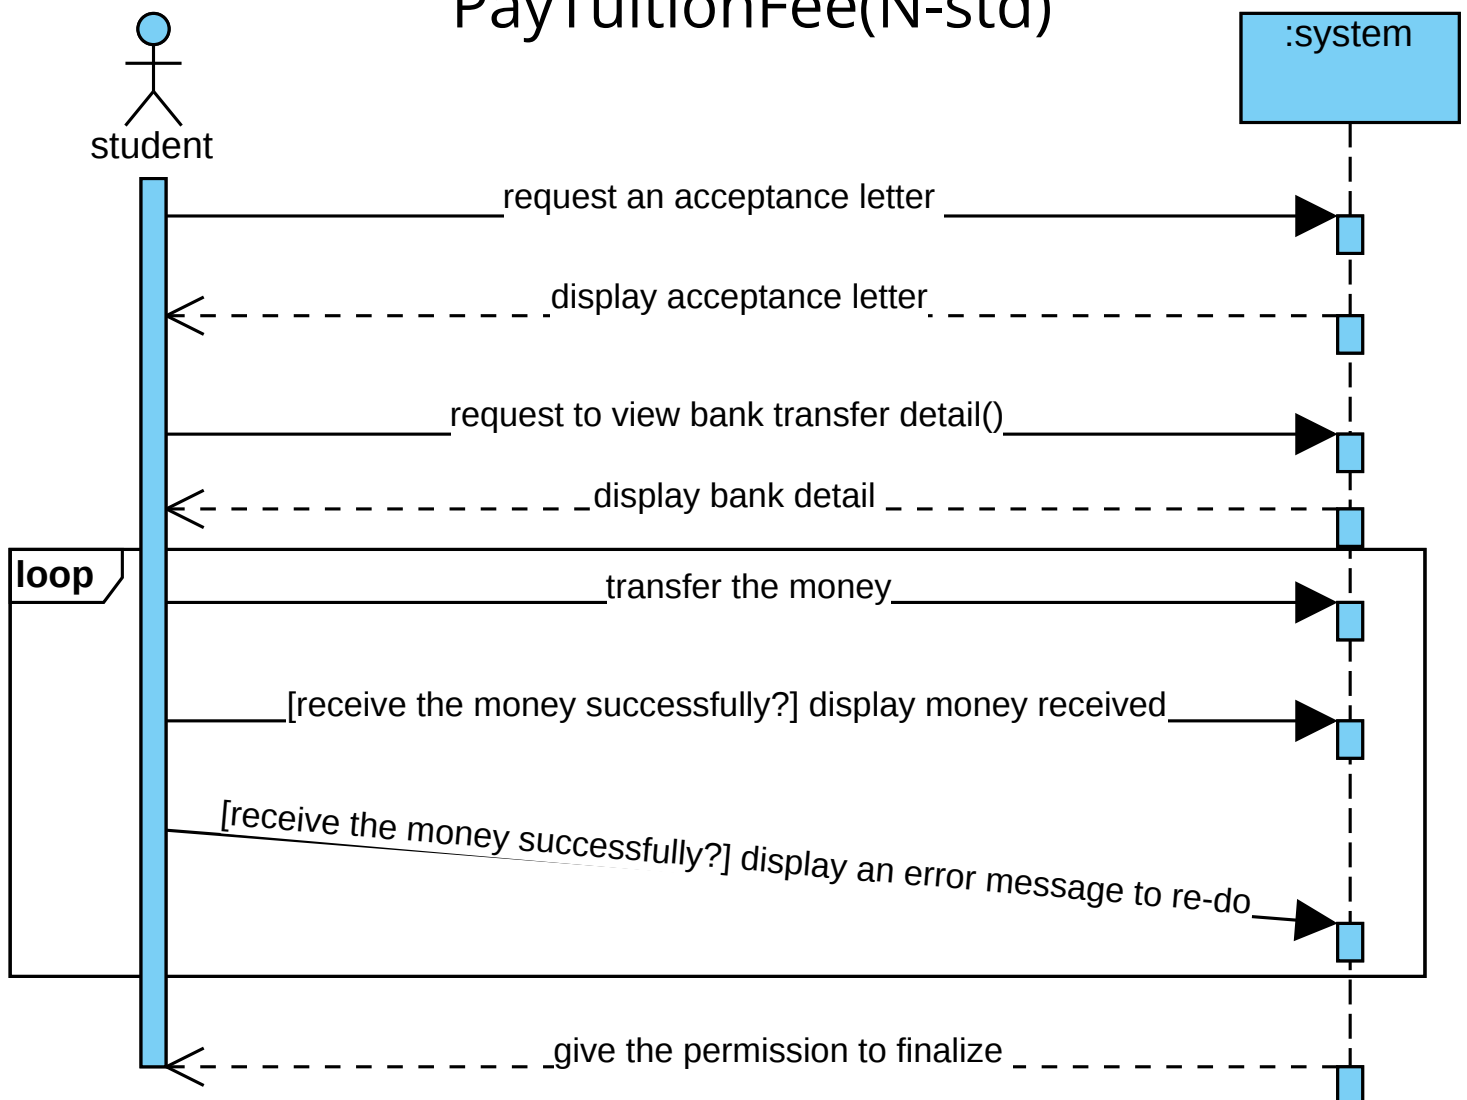 PayTuitionFee(N-std)
:system
student
request an acceptance letter
display acceptance letter
request to view bank transfer detail()
display bank detail
loop
transfer the money
[receive the money successfully?] display money received
[receive the money successfully?] display an error message to re-do
give the permission to finalize